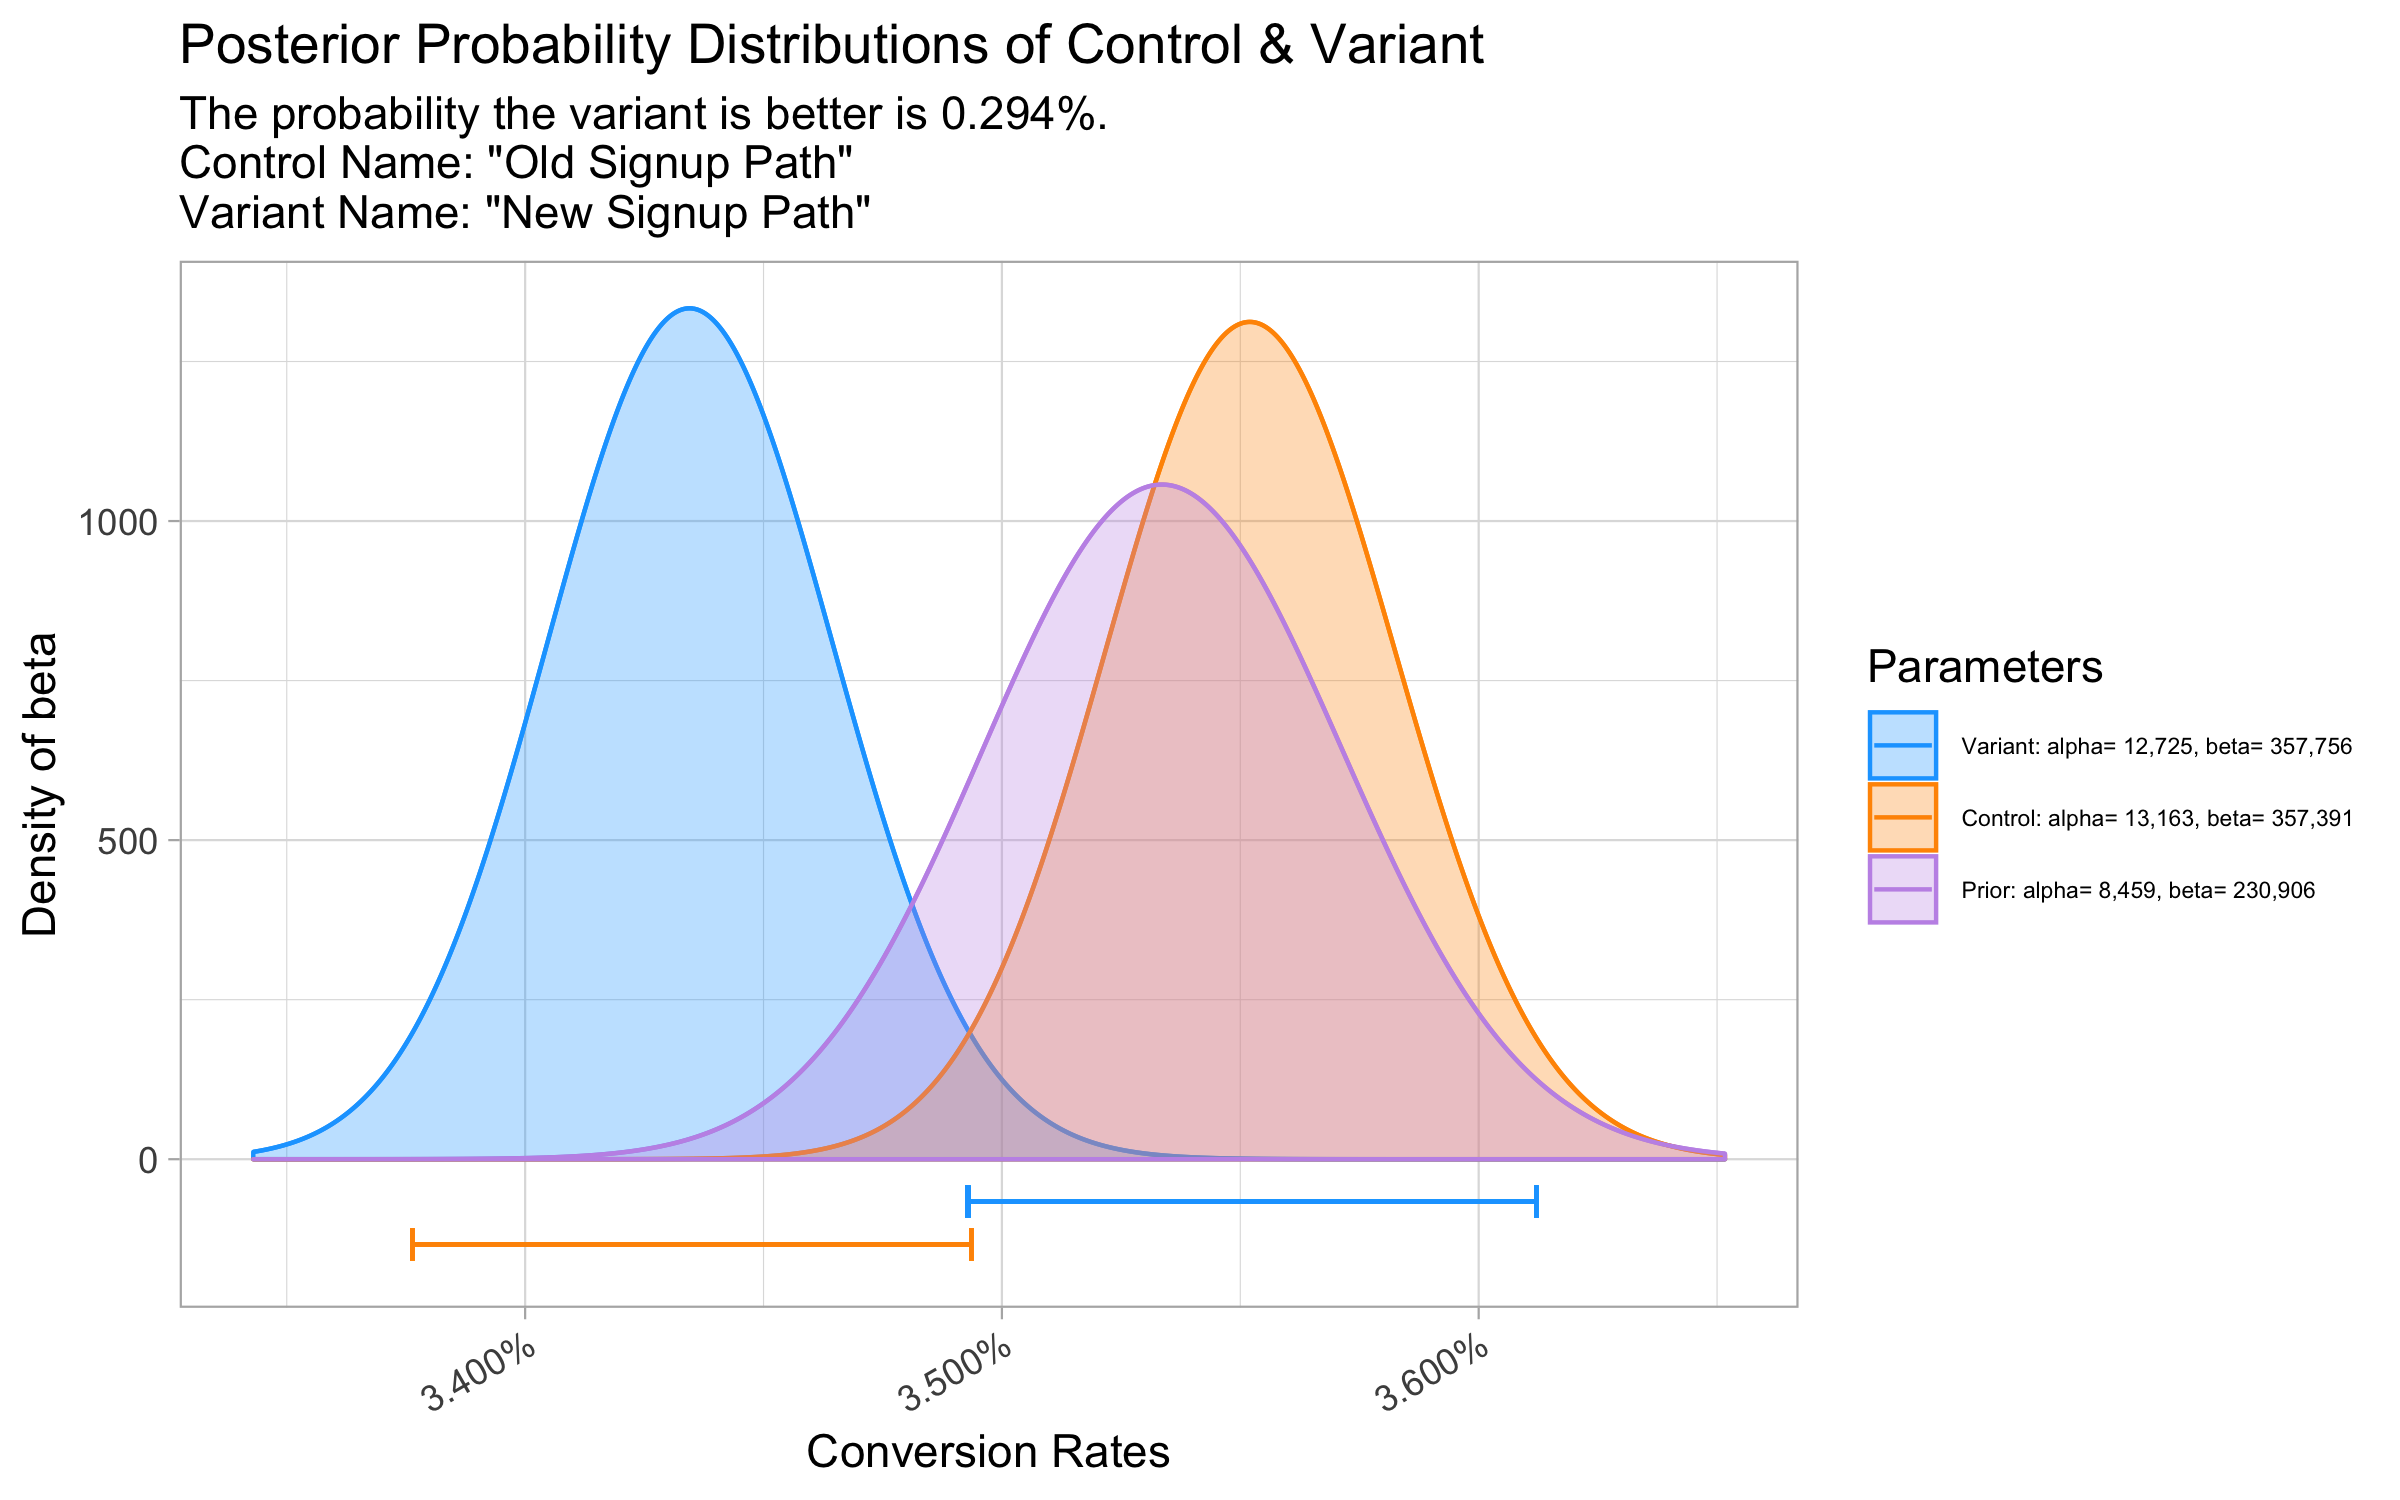 Posterior Probability Distributions of Control & Variant
The probability the variant is better is 0.294%.
Control Name: "Old Signup Path"
Variant Name: "New Signup Path"
Density of beta
1000
500
0
3.400%
3.500%
3.600%
Conversion Rates
Parameters
Variant: alpha= 12,725, beta= 357,756
Control: alpha= 13,163, beta= 357,391
Prior: alpha= 8,459, beta= 230,906